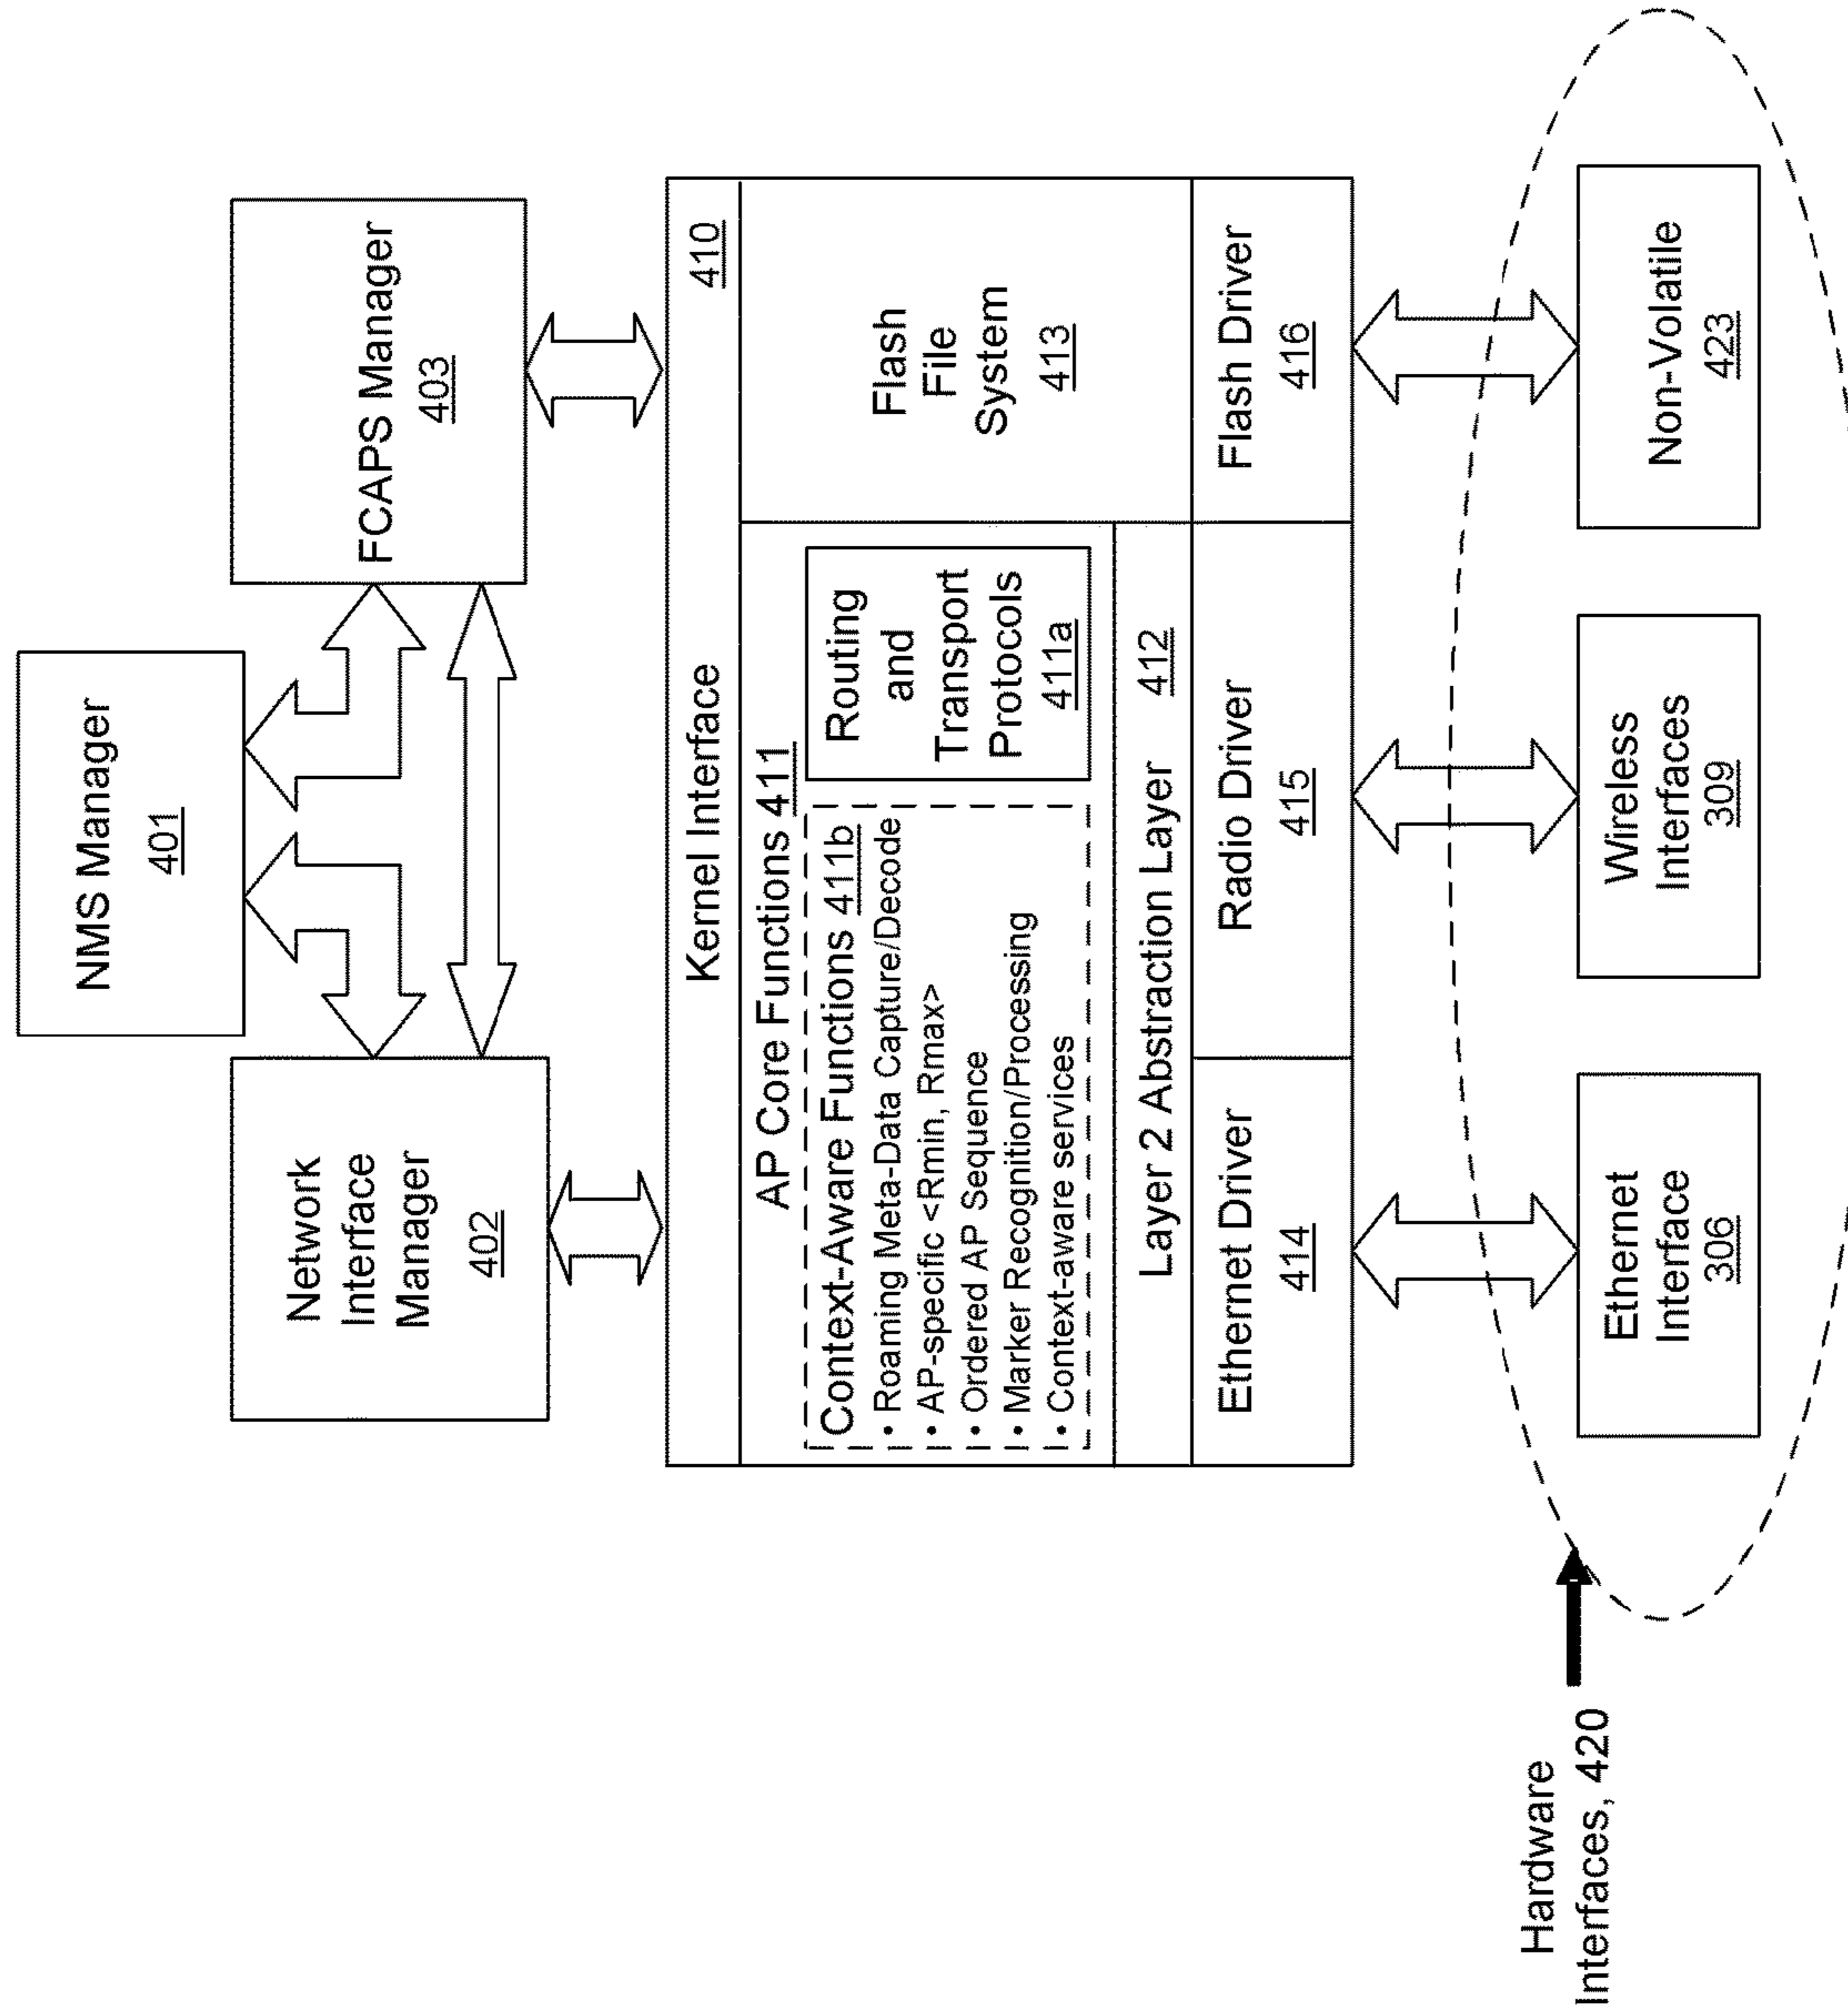 NMS Manager
401
Network
Interface
Manager
402
FCAPS Manager
403
Kernel Interface
410
AP Core Functions 411
Context-Aware Functions 411b
• Roaming Meta-Data Capture/Decode
• AP-specific <Rmin, Rmax>
• Ordered AP Sequence
• Marker Recognition/Processing
• Context-aware services
Routing
and
Transport
Protocols
411a
Flash
File
System
413
Layer 2 Abstraction Layer 412
Ethernet Driver
414
Radio Driver
415
Flash Driver
416
Hardware
Interfaces, 420
Ethernet
Interface
306
Wireless
Interfaces
309
Non-Volatile
423